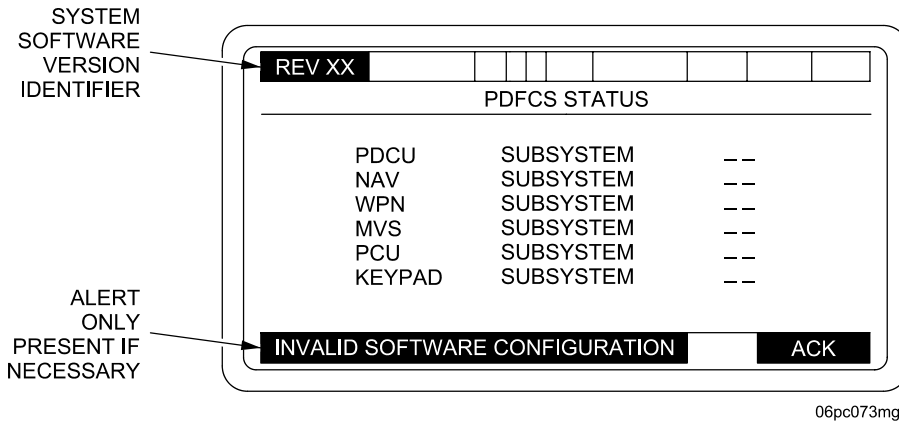 SYSTEM
SOFTWARE
VERSION
IDENTIFIER
REV XX
PDFCS STATUS
PDCU SUBSYSTEM _ _
NAV SUBSYSTEM _ _
WPN SUBSYSTEM _ _
MVS SUBSYSTEM _ _
PCU SUBSYSTEM _ _
KEYPAD SUBSYSTEM _ _
ALERT
ONLY
PRESENT IF
NECESSARY
INVALID SOFTWARE CONFIGURATION ACK
06pc073mg